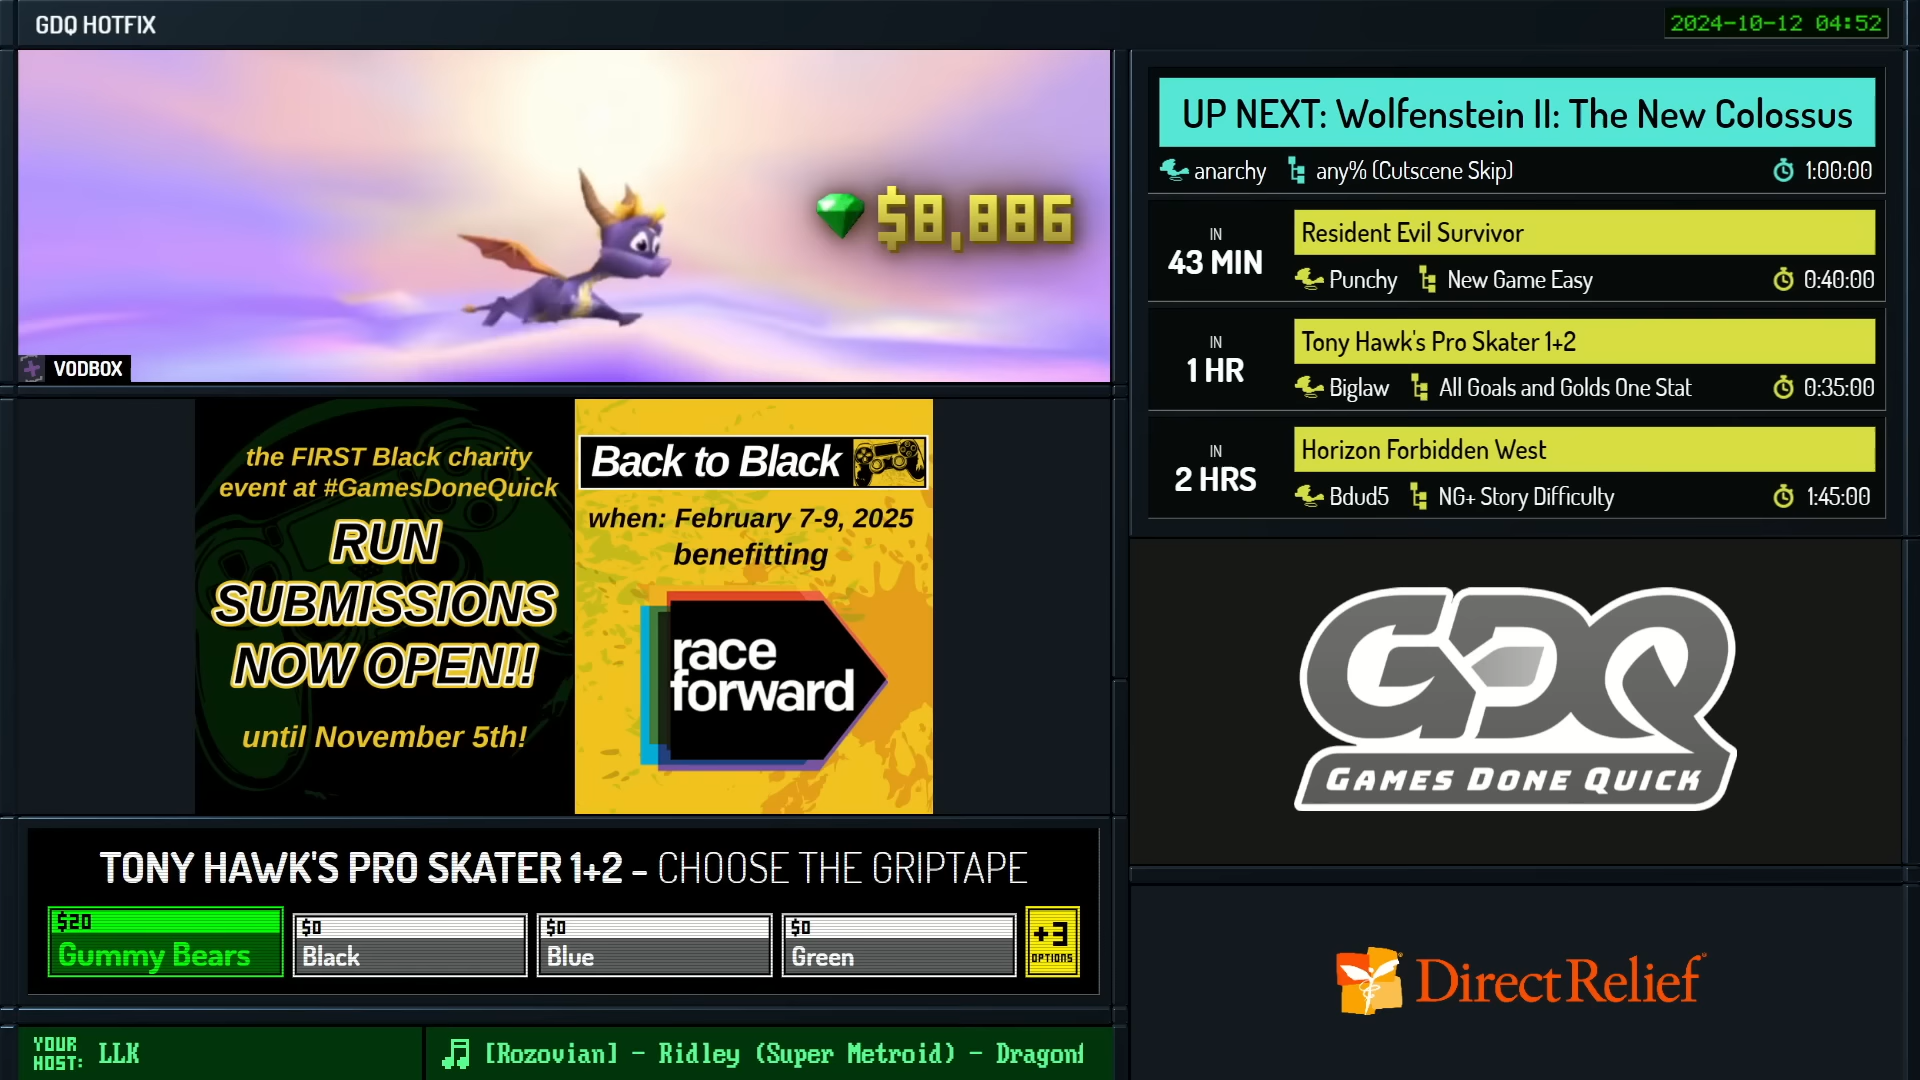 GDQ HOTFIX
2024-10-12 04:52
$8,886
VODBOX
the FIRST Black charity
event at #GamesDoneQuick
RUN
SUBMISSIONS
NOW OPEN!!
until November 5th!
Back to Black
when: February 7-9, 2025
benefitting
race
forward
TONY HAWK'S PRO SKATER 1+2 – CHOOSE THE GRIPTAPE
$20
Gummy Bears
$0
Black
$0
Blue
$0
Green
+3
OPTIONS
YOUR
HOST: LLK
[Rozovian] - Ridley (Super Metroid) - Dragonf
UP NEXT: Wolfenstein II: The New Colossus
anarchy any% (Cutscene Skip) 1:00:00
IN
43 MIN
Resident Evil Survivor
Punchy New Game Easy 0:40:00
IN
1 HR
Tony Hawk's Pro Skater 1+2
Biglaw All Goals and Golds One Stat 0:35:00
IN
2 HRS
Horizon Forbidden West
Bdud5 NG+ Story Difficulty 1:45:00
GDQ
GAMES DONE QUICK
Direct Relief